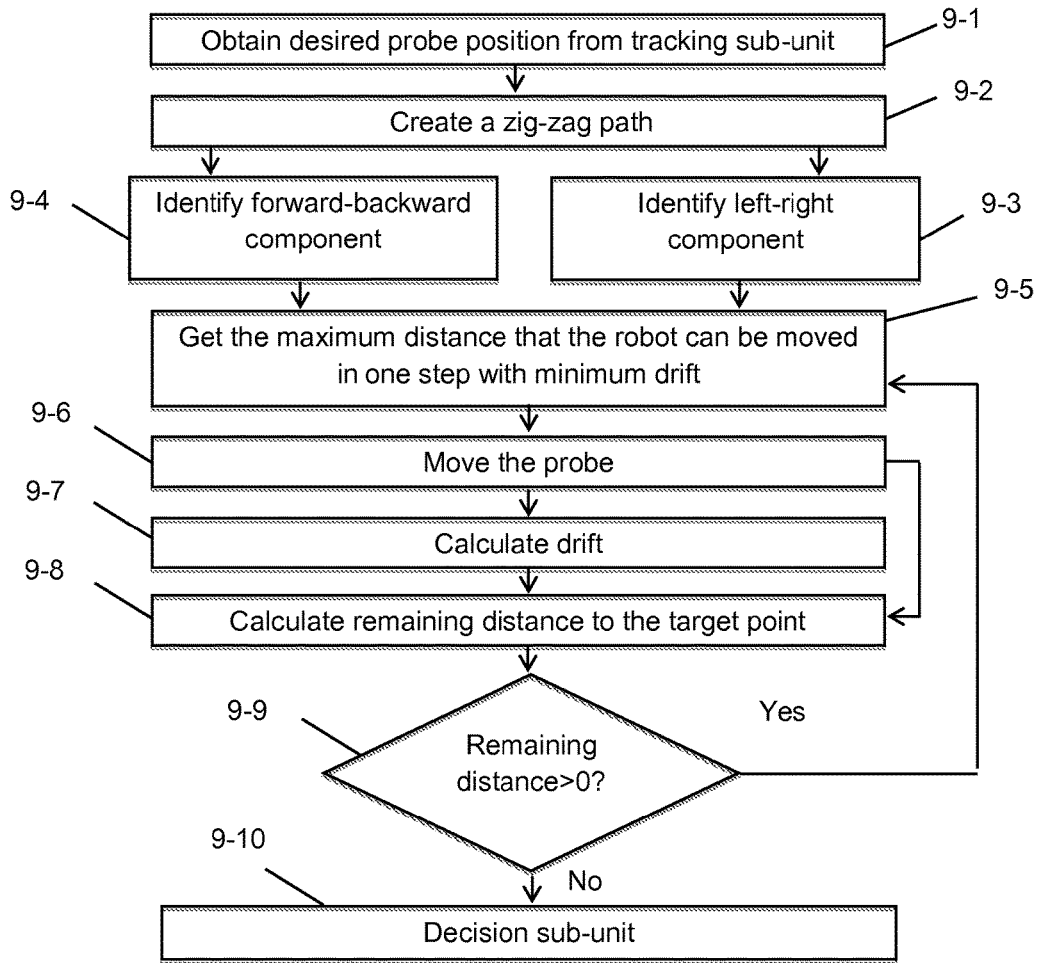 Obtain desired probe position from tracking sub-unit
9-1
Create a zig-zag path
9-2
9-4
Identify forward-backward
component
Identify left-right
component
9-3
9-5
Get the maximum distance that the robot can be moved
in one step with minimum drift
9-6
Move the probe
9-7
Calculate drift
9-8
Calculate remaining distance to the target point
9-9
Remaining
distance>0?
Yes
No
9-10
Decision sub-unit